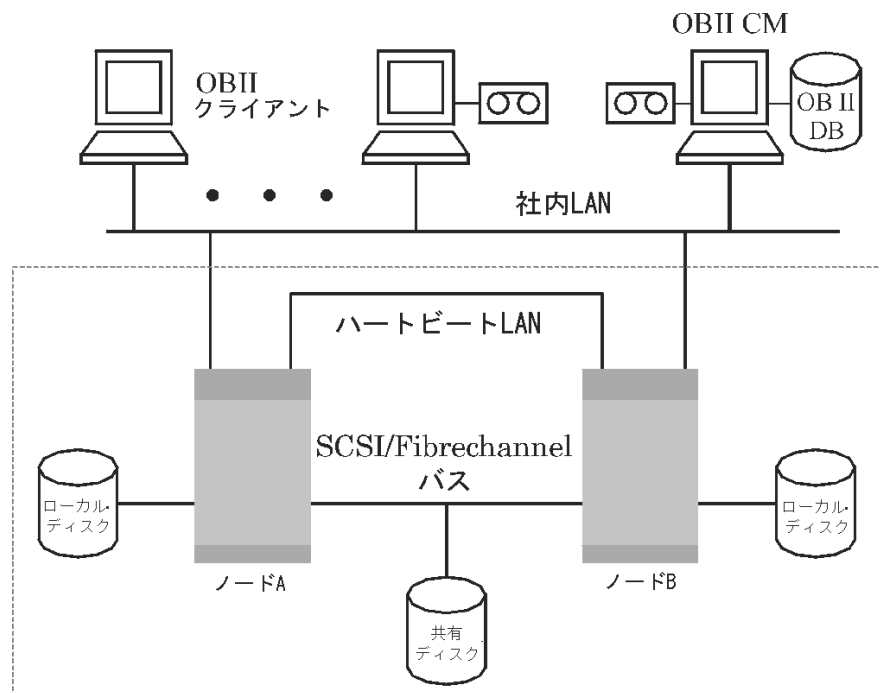 OBII CM
OBII
クライアント
OB II
DB
社内LAN
ハートビートLAN
SCSI/Fibrechannel
バス
ローカル・
ディスク
ローカル・
ディスク
ノードA
ノードB
共有
ディスク